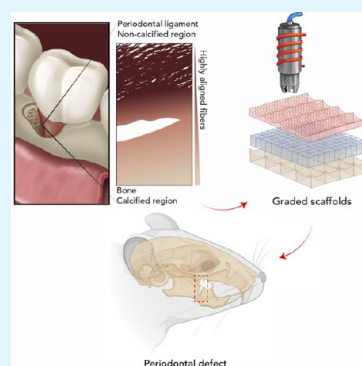 Periodontal ligament
Non-calcified region
Highly aligned fibers
Bone
Calcified region
Graded scaffolds
Periodontal defect